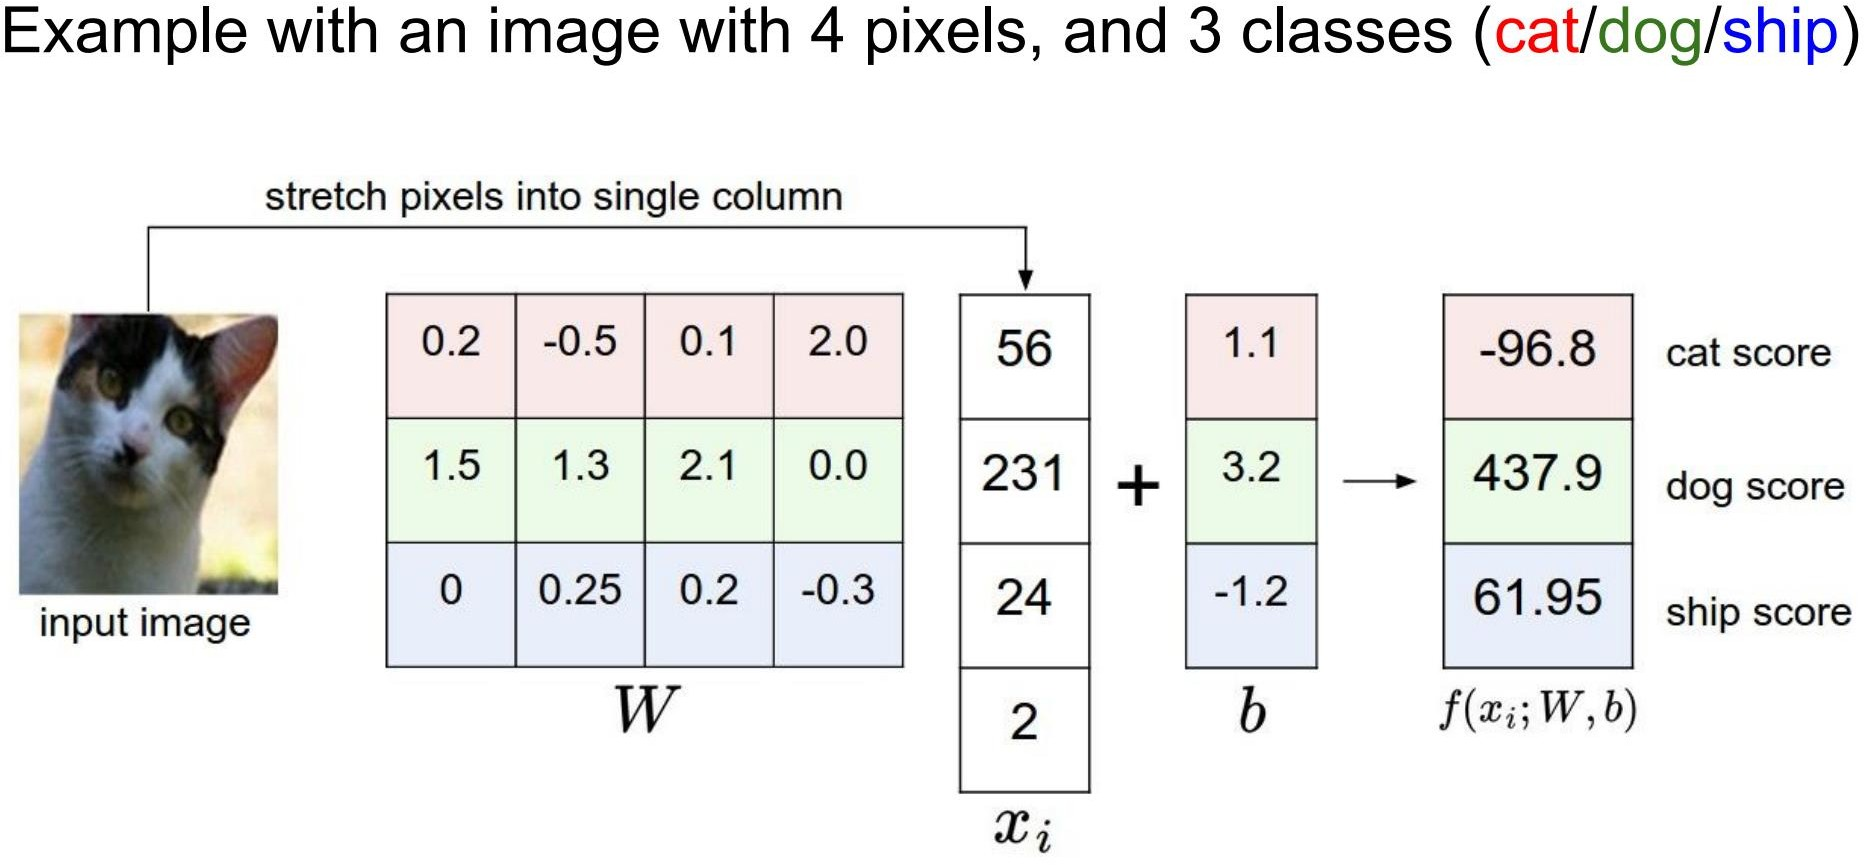 Example with an image with 4 pixels, and 3 classes (cat/dog/ship)
stretch pixels into single column
input image
0.2 -0.5 0.1 2.0
1.5 1.3 2.1 0.0
0 0.25 0.2 -0.3
W
56
231
24
2
x_i
+
1.1
3.2
-1.2
b
-96.8 cat score
437.9 dog score
61.95 ship score
f(x_i; W, b)